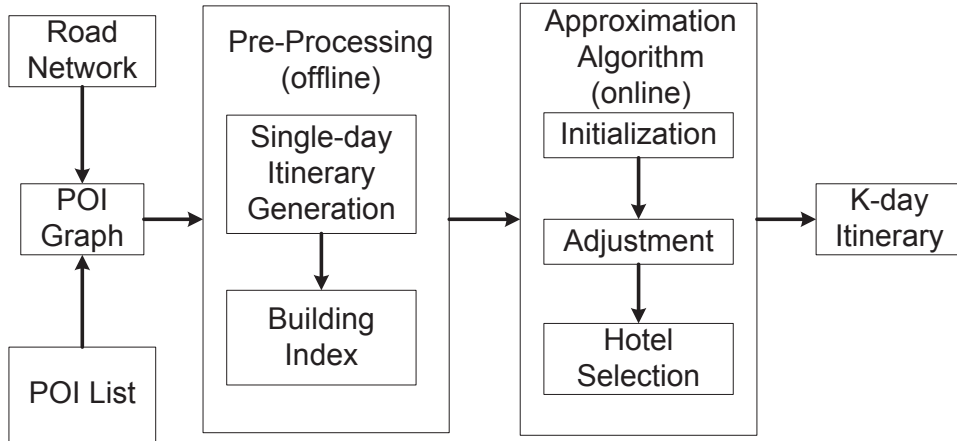 Road
Network
POI
Graph
POI List
Pre-Processing
(offline)
Single-day
Itinerary
Generation
Building
Index
Approximation
Algorithm
(online)
Initialization
Adjustment
Hotel
Selection
K-day
Itinerary